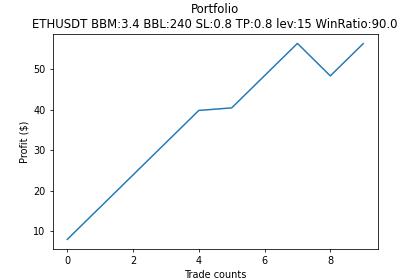 Portfolio
ETHUSDT BBM:3.4 BBL:240 SL:0.8 TP:0.8 lev:15 WinRatio:90.0
Profit ($)
50
40
30
20
10
0 2 4 6 8
Trade counts